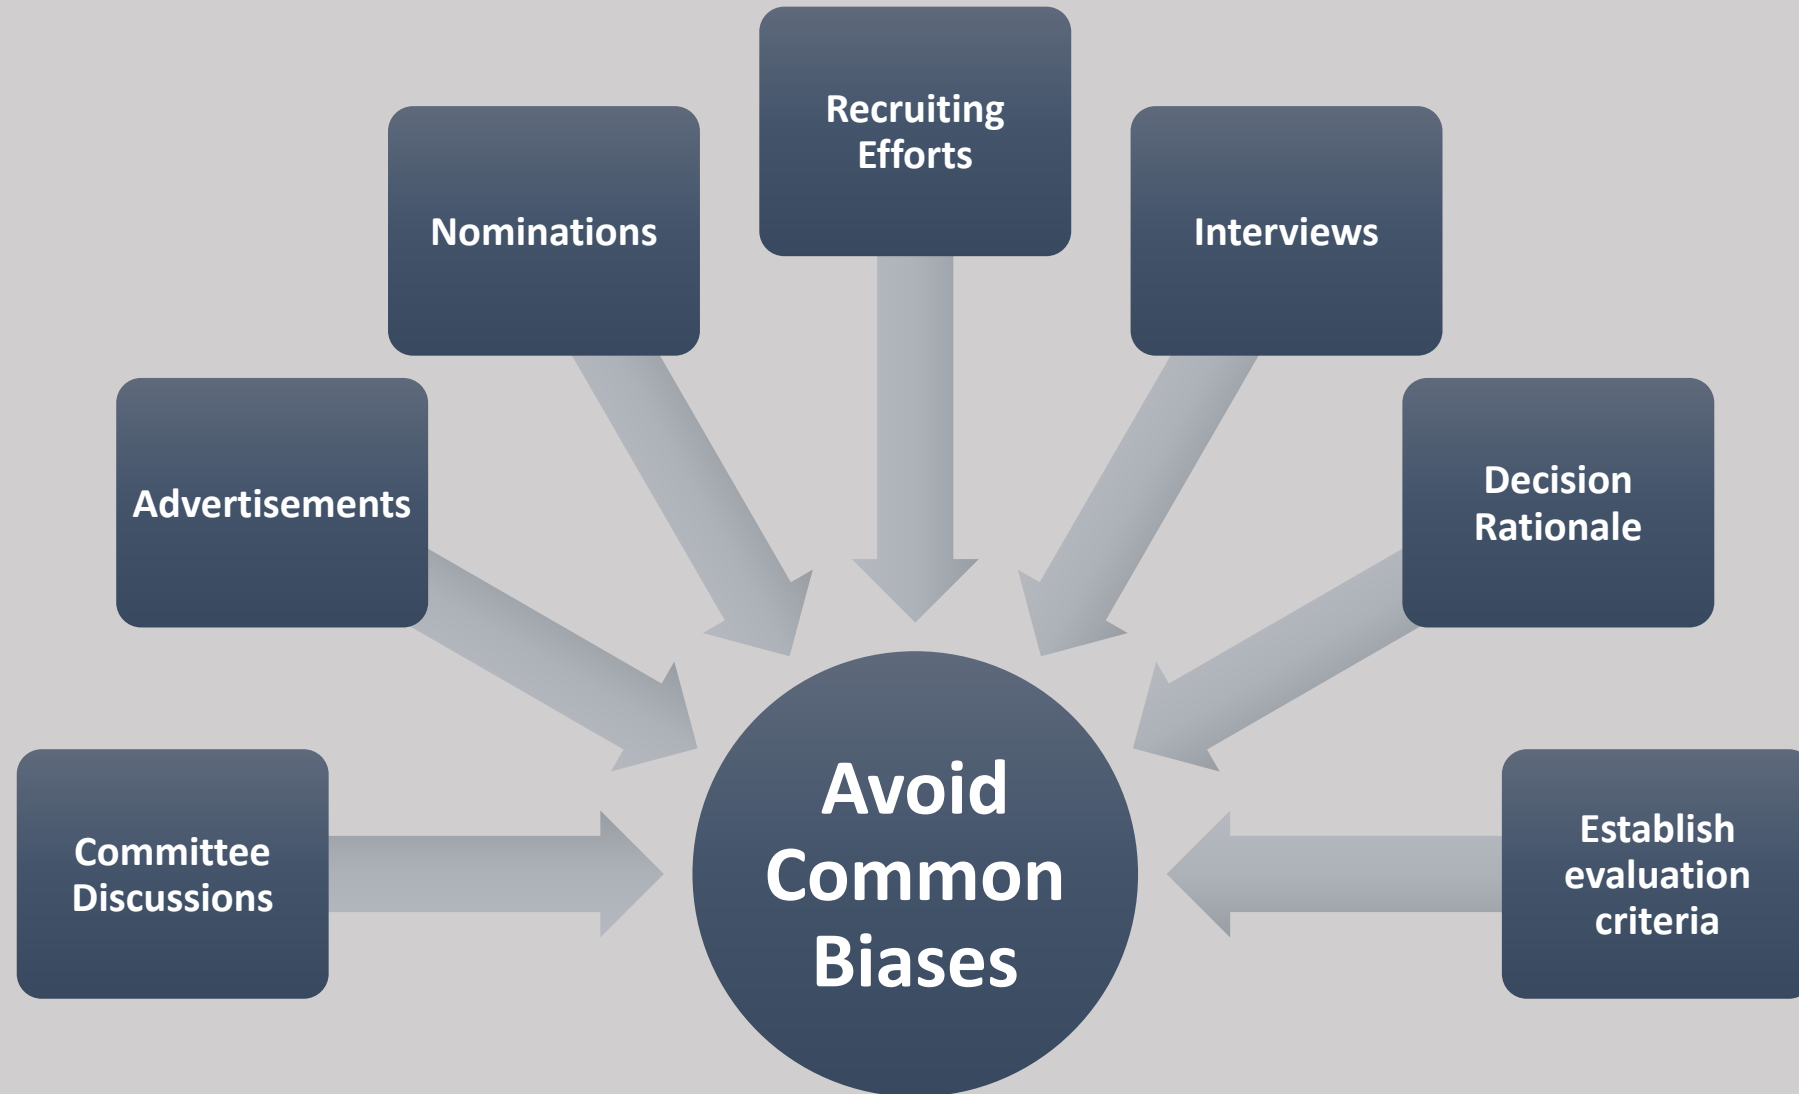 Recruiting
Efforts
Nominations
Interviews
Advertisements
Decision
Rationale
Committee
Discussions
Avoid
Common
Biases
Establish
evaluation
criteria